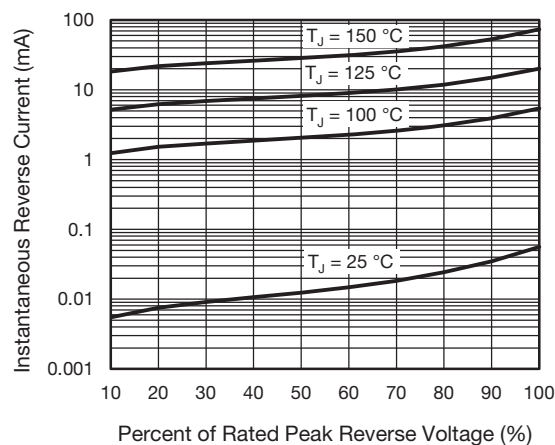 Instantaneous Reverse Current (mA)
100
10
1
0.1
0.01
0.001
T_J = 150 °C
T_J = 125 °C
T_J = 100 °C
T_J = 25 °C
10 20 30 40 50 60 70 80 90 100
Percent of Rated Peak Reverse Voltage (%)